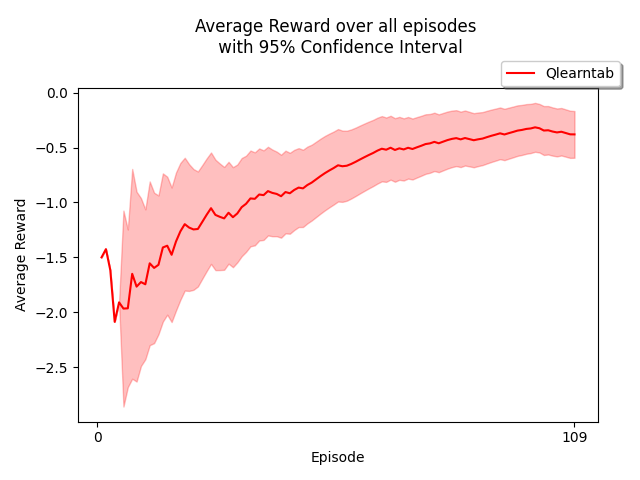 Average Reward over all episodes
with 95% Confidence Interval
Qlearntab
0.0
−0.5
−1.0
−1.5
−2.0
−2.5
Average Reward
0
109
Episode